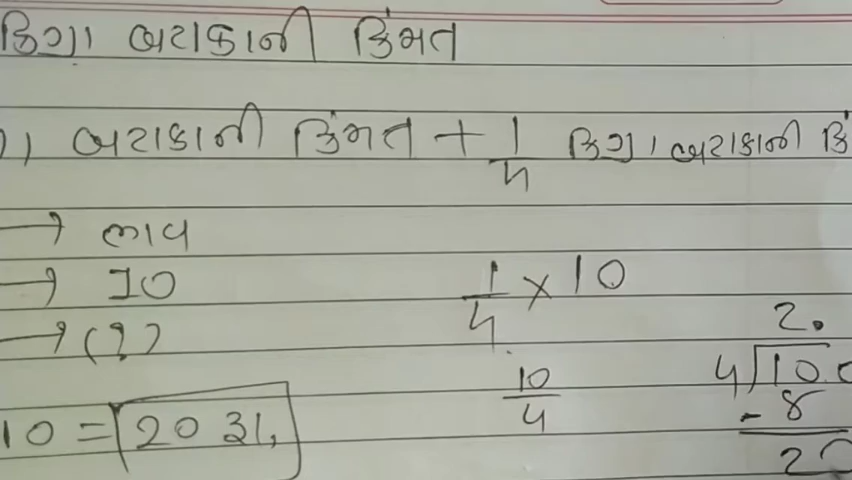 કિગ્રા બટાકાની કિંમત
બટાકાની કિંમત + 1/4 કિગ્રા બટાકાની કિં
→ ભાવ
→ 10
→ (?)
1/4 × 10
10 = 20 રૂા.
10/4
2.
4 10.0
- 8
20